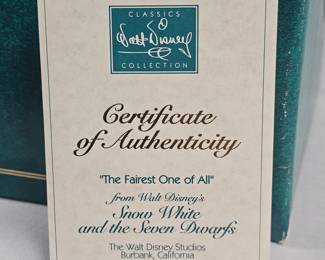 CLASSICS
Walt Disney
COLLECTION
Certificate
of Authenticity
"The Fairest One of All"
from Walt Disney's
Snow White
and the Seven Dwarfs
The Walt Disney Studios
Burbank, California